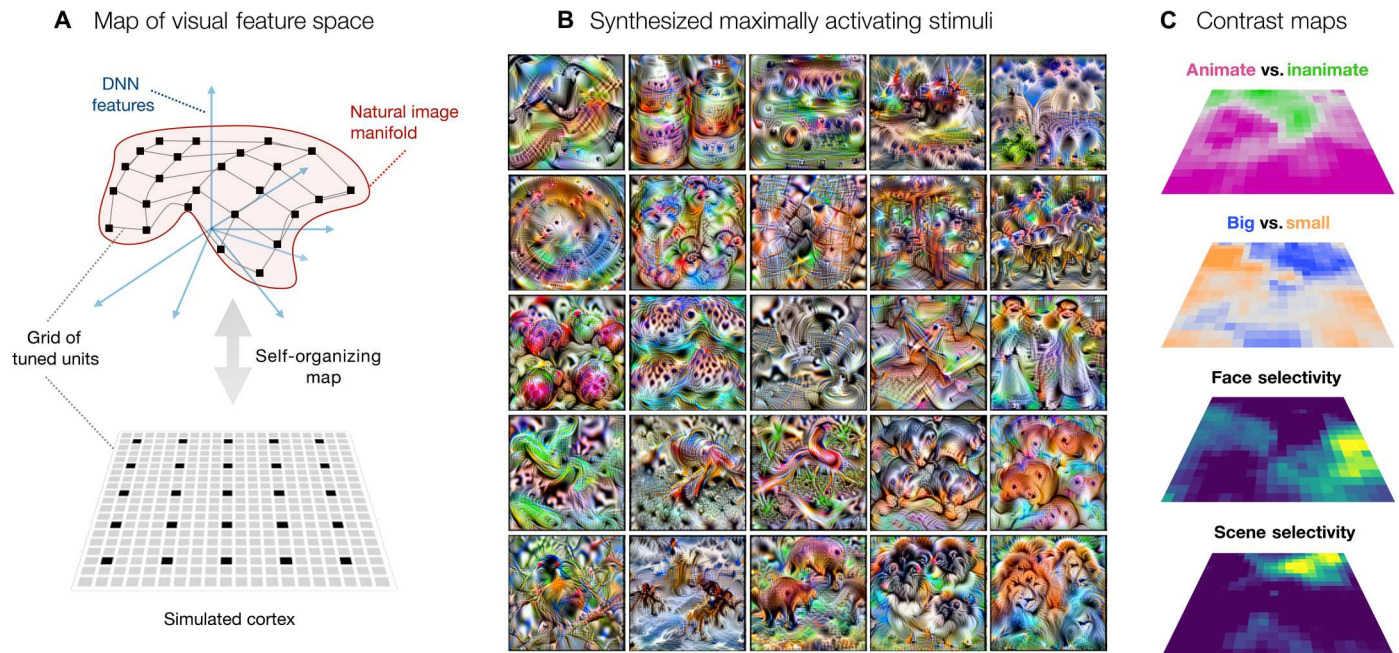 A Map of visual feature space
DNN
features
Natural image
manifold
Grid of
tuned units
Self-organizing
map
Simulated cortex
B Synthesized maximally activating stimuli
C Contrast maps
Animate vs. inanimate
Big vs. small
Face selectivity
Scene selectivity